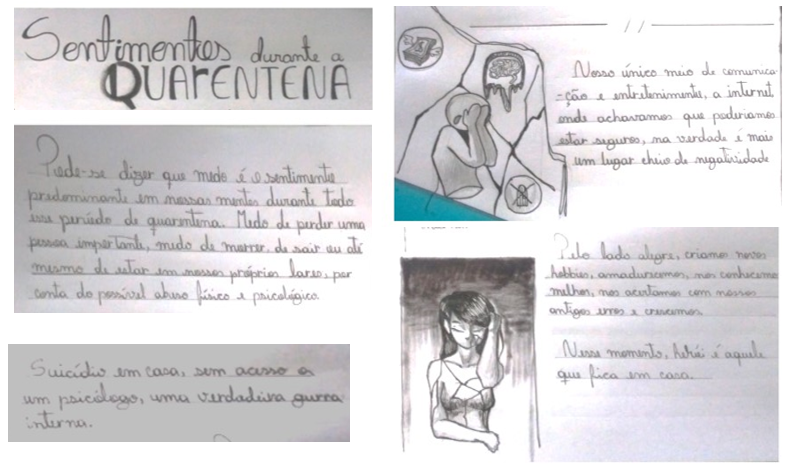 Sentimentos durante a
QUARENTENA
Pode-se dizer que medo é o sentimento
predominante em nossas mentes durante todo
esse período de quarentena. Medo de perder uma
pessoa importante, medo de morrer, de sair ou até
mesmo de estar em nossos próprios lares, por
conta do possível abuso físico e psicológico.
Suicídio em casa, sem acesso a
um psicólogo, uma verdadeira guerra
interna.
Nosso único meio de comunica-
-ção e entretenimento, a internet
onde achavamos que poderiamos
estar seguros, na verdade é mais
um lugar cheio de negatividade
Pelo lado alegre, criamos novos
hobbies, amadurecemos, nos conhecemos
melhor, nos acertamos com nossos
antigos erros e crescemos.
Nesse momento, herói é aquele
que fica em casa.